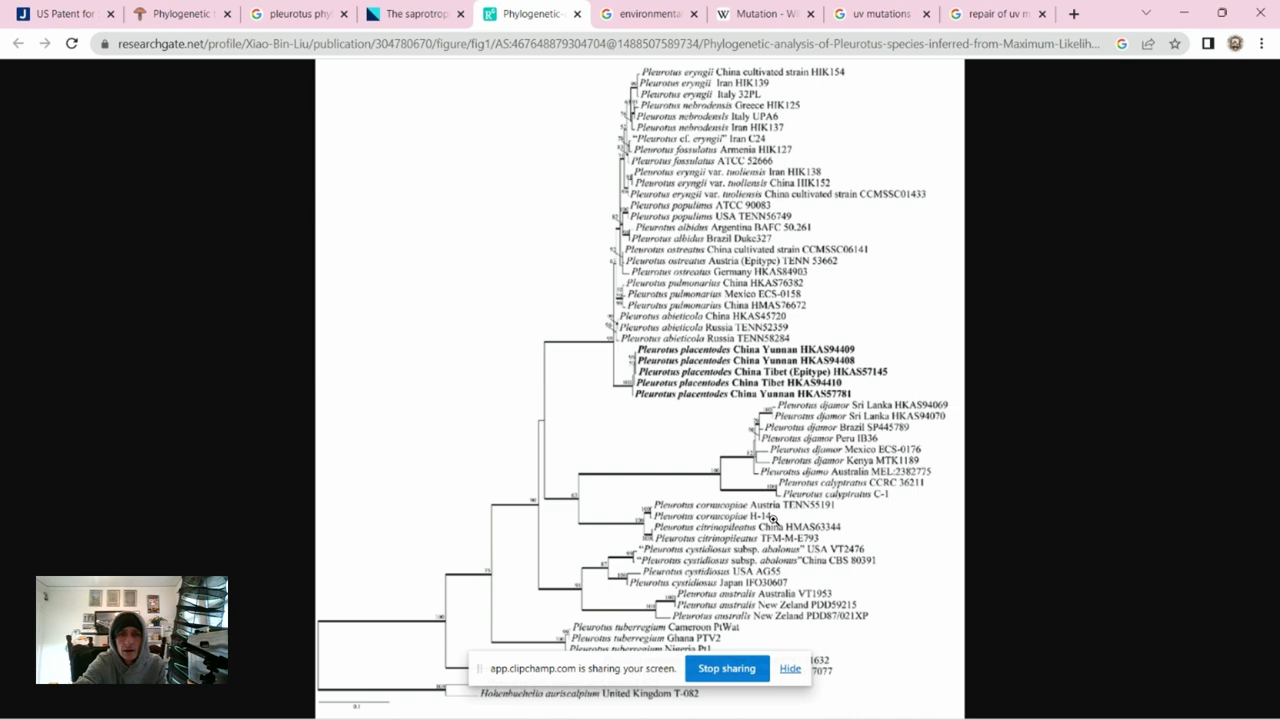 US Patent for
Phylogenetic
pleurotus phy
The saprotrop
Phylogenetic-
environmental
Mutation - Wi
uv mutations
repair of uv m
researchgate.net/profile/Xiao-Bin-Liu/publication/304780670/figure/fig1/AS:467648879304704@1488507589734/Phylogenetic-analysis-of-Pleurotus-species-inferred-from-Maximum-Likelih...
Pleurotus eryngii China cultivated strain HIK154
Pleurotus eryngii Iran HIK139
Pleurotus eryngii Italy 32PL
Pleurotus nebrodensis Greece HIK125
Pleurotus nebrodensis Italy UPA6
Pleurotus nebrodensis Iran HIK137
"Pleurotus cf. eryngii" Iran C24
Pleurotus fossulatus Armenia HIK127
Pleurotus fossulatus ATCC 52666
Pleurotus eryngii var. tuoliensis Iran HIK138
Pleurotus eryngii var. tuoliensis China HIK152
Pleurotus eryngii var. tuoliensis China cultivated strain CCMSSC01433
Pleurotus populinus ATCC 90083
Pleurotus populinus USA TENN56749
Pleurotus albidus Argentina BAFC 50.261
Pleurotus albidus Brazil Duke327
Pleurotus ostreatus China cultivated strain CCMSSC06141
Pleurotus ostreatus Austria (Epitype) TENN 53662
Pleurotus ostreatus Germany HKAS84903
Pleurotus pulmonarius China HKAS76382
Pleurotus pulmonarius Mexico ECS-0158
Pleurotus pulmonarius China HMAS76672
Pleurotus abieticola China HKAS45720
Pleurotus abieticola Russia TENN52359
Pleurotus abieticola Russia TENN58284
Pleurotus placentodes China Yunnan HKAS94409
Pleurotus placentodes China Yunnan HKAS94408
Pleurotus placentodes China Tibet (Epitype) HKAS57145
Pleurotus placentodes China Tibet HKAS94410
Pleurotus placentodes China Yunnan HKAS57781
Pleurotus djamor Sri Lanka HKAS94069
Pleurotus djamor Sri Lanka HKAS94070
Pleurotus djamor Brazil SP445789
Pleurotus djamor Peru IB36
Pleurotus djamor Mexico ECS-0176
Pleurotus djamor Kenya MTK1189
Pleurotus djamo Australia MEL:2382775
Pleurotus calyptratus CCRC 36211
Pleurotus calyptratus C-1
Pleurotus cornucopiae Austria TENN55191
Pleurotus cornucopiae H-14
Pleurotus citrinopileatus China HMAS63344
Pleurotus citrinopileatus TFM-M-E793
"Pleurotus cystidiosus subsp. abalonus" USA VT2476
"Pleurotus cystidiosus subsp. abalonus"China CBS 80391
Pleurotus cystidiosus USA AG55
Pleurotus cystidiosus Japan IFO30607
Pleurotus australis Australia VT1953
Pleurotus australis New Zeland PDD59215
Pleurotus australis New Zeland PDD87/021XP
Pleurotus tuberregium Cameroon PtWat
Pleurotus tuberregium Ghana PTV2
Pleurotus tuberregium Nigeria Pt1
1632
7077
app.clipchamp.com is sharing your screen.
Stop sharing
Hide
Hohenbuehelia auriscalpium United Kingdom T-082
0.1